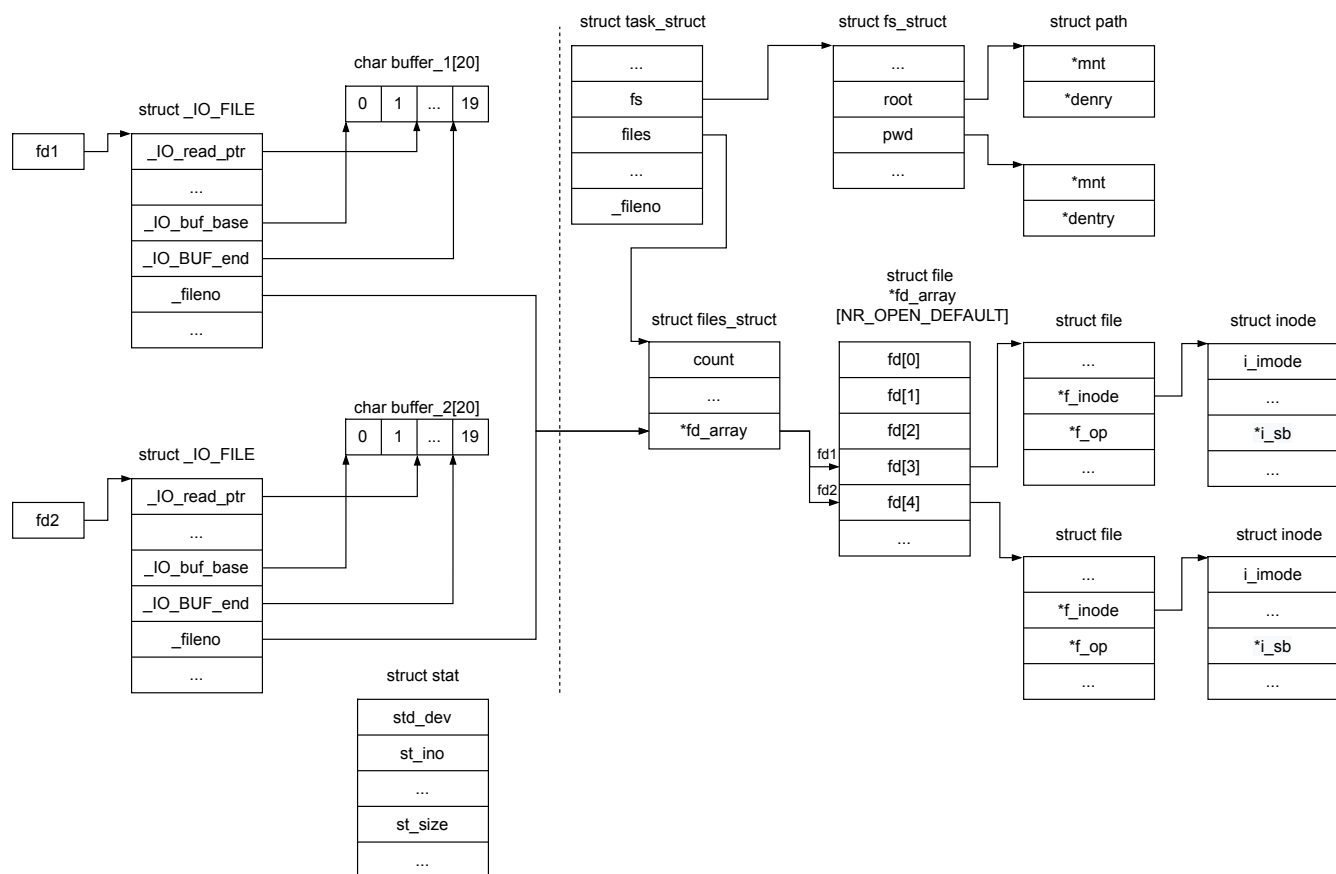 char buffer_1[20]
0
1
...
19
struct _IO_FILE
fd1
_IO_read_ptr
...
_IO_buf_base
_IO_BUF_end
_fileno
...
char buffer_2[20]
0
1
...
19
struct _IO_FILE
fd2
_IO_read_ptr
...
_IO_buf_base
_IO_BUF_end
_fileno
...
struct stat
std_dev
st_ino
...
st_size
...
struct task_struct
...
fs
files
...
_fileno
struct fs_struct
...
root
pwd
...
struct path
*mnt
*denry
*mnt
*dentry
struct files_struct
count
...
*fd_array
struct file
*fd_array
[NR_OPEN_DEFAULT]
fd[0]
fd[1]
fd[2]
fd1
fd[3]
fd2
fd[4]
...
struct file
...
*f_inode
*f_op
...
struct inode
i_imode
...
*i_sb
...
struct file
...
*f_inode
*f_op
...
struct inode
i_imode
...
*i_sb
...